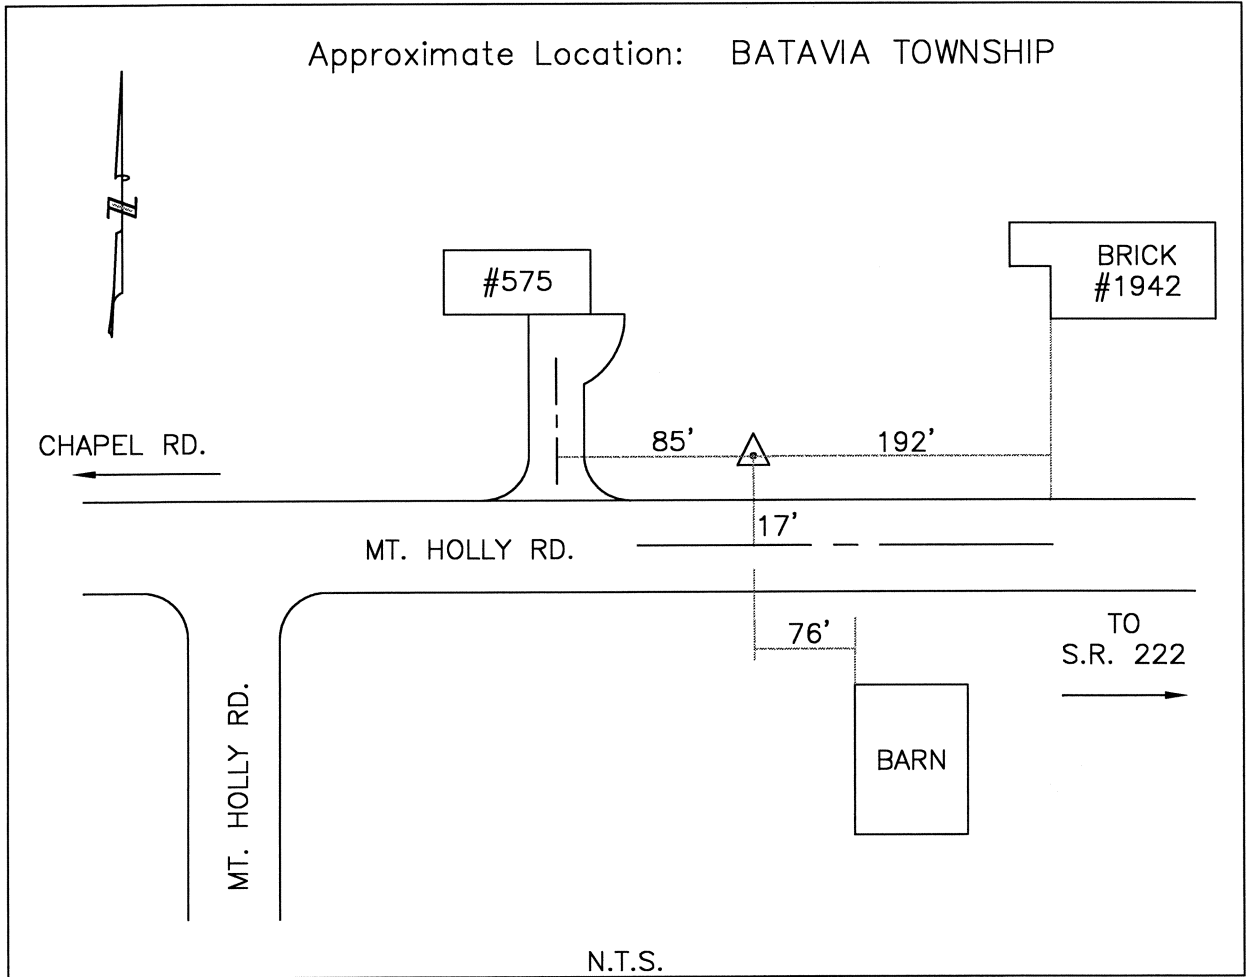 Approximate Location: BATAVIA TOWNSHIP
N
#575
BRICK
#1942
CHAPEL RD.
85'
192'
17'
MT. HOLLY RD.
76'
TO
S.R. 222
MT. HOLLY RD.
BARN
N.T.S.